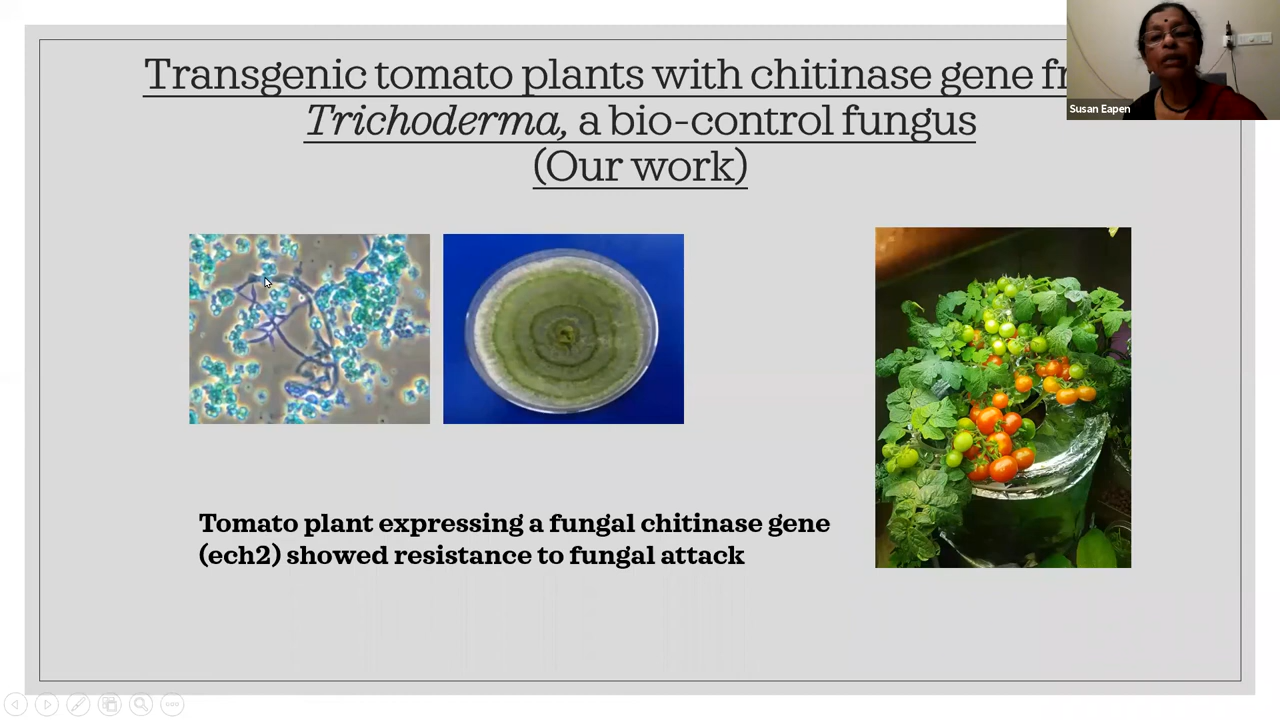 Transgenic tomato plants with chitinase gene
Trichoderma, a bio-control fungus
(Our work)
Susan Eapen
Tomato plant expressing a fungal chitinase gene
(ech2) showed resistance to fungal attack